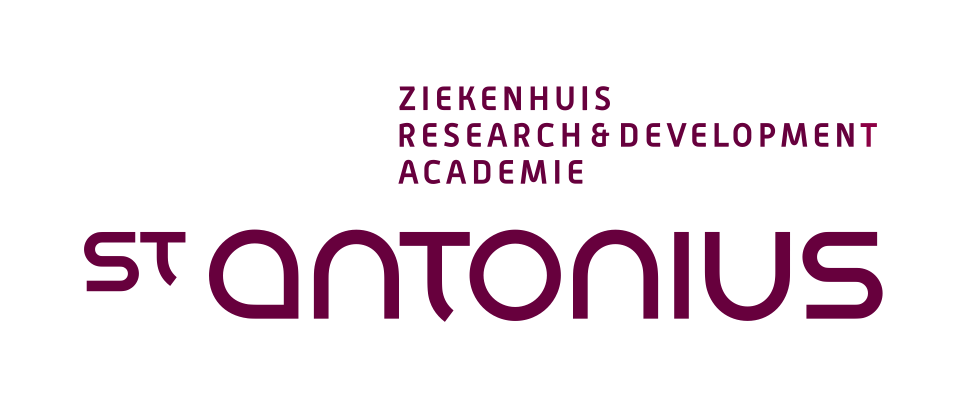 ZIEKENHUIS
RESEARCH & DEVELOPMENT
ACADEMIE
ST ANTONIUS